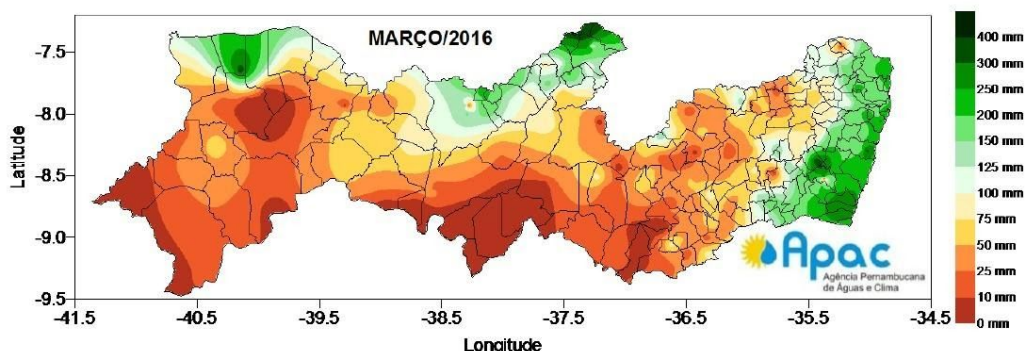 MARÇO/2016
Latitude
-7.5
-8.0
-8.5
-9.0
-9.5
-41.5 -40.5 -39.5 -38.5 -37.5 -36.5 -35.5 -34.5
Longitude
Apac
Agência Pernambucana
de Águas e Clima
400 mm
300 mm
200 mm
150 mm
125 mm
100 mm
75 mm
50 mm
25 mm
10 mm
0 mm